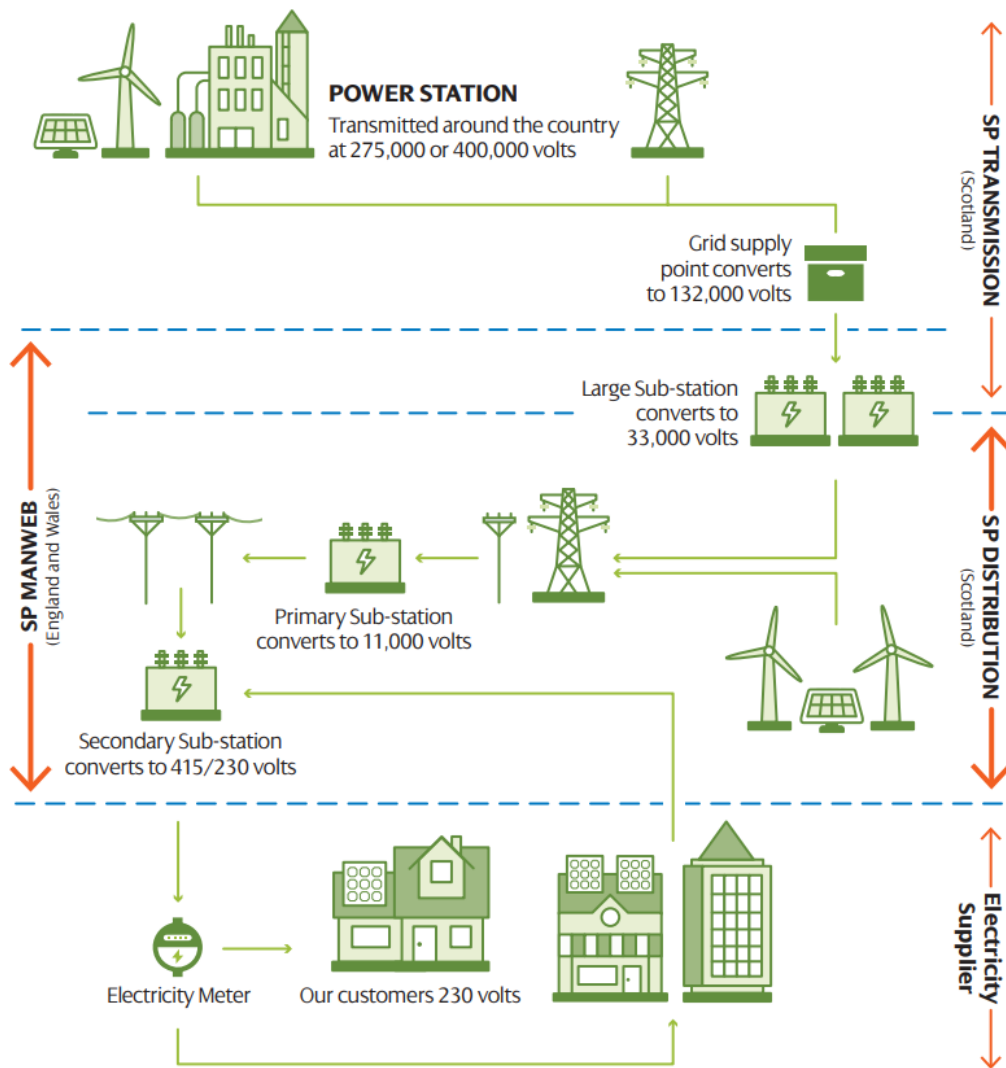 POWER STATION
Transmitted around the country
at 275,000 or 400,000 volts
SP TRANSMISSION
(Scotland)
Grid supply
point converts
to 132,000 volts
Large Sub-station
converts to
33,000 volts
SP MANWEB
(England and Wales)
SP DISTRIBUTION
(Scotland)
Primary Sub-station
converts to 11,000 volts
Secondary Sub-station
converts to 415/230 volts
Electricity Meter
Our customers 230 volts
Electricity
Supplier